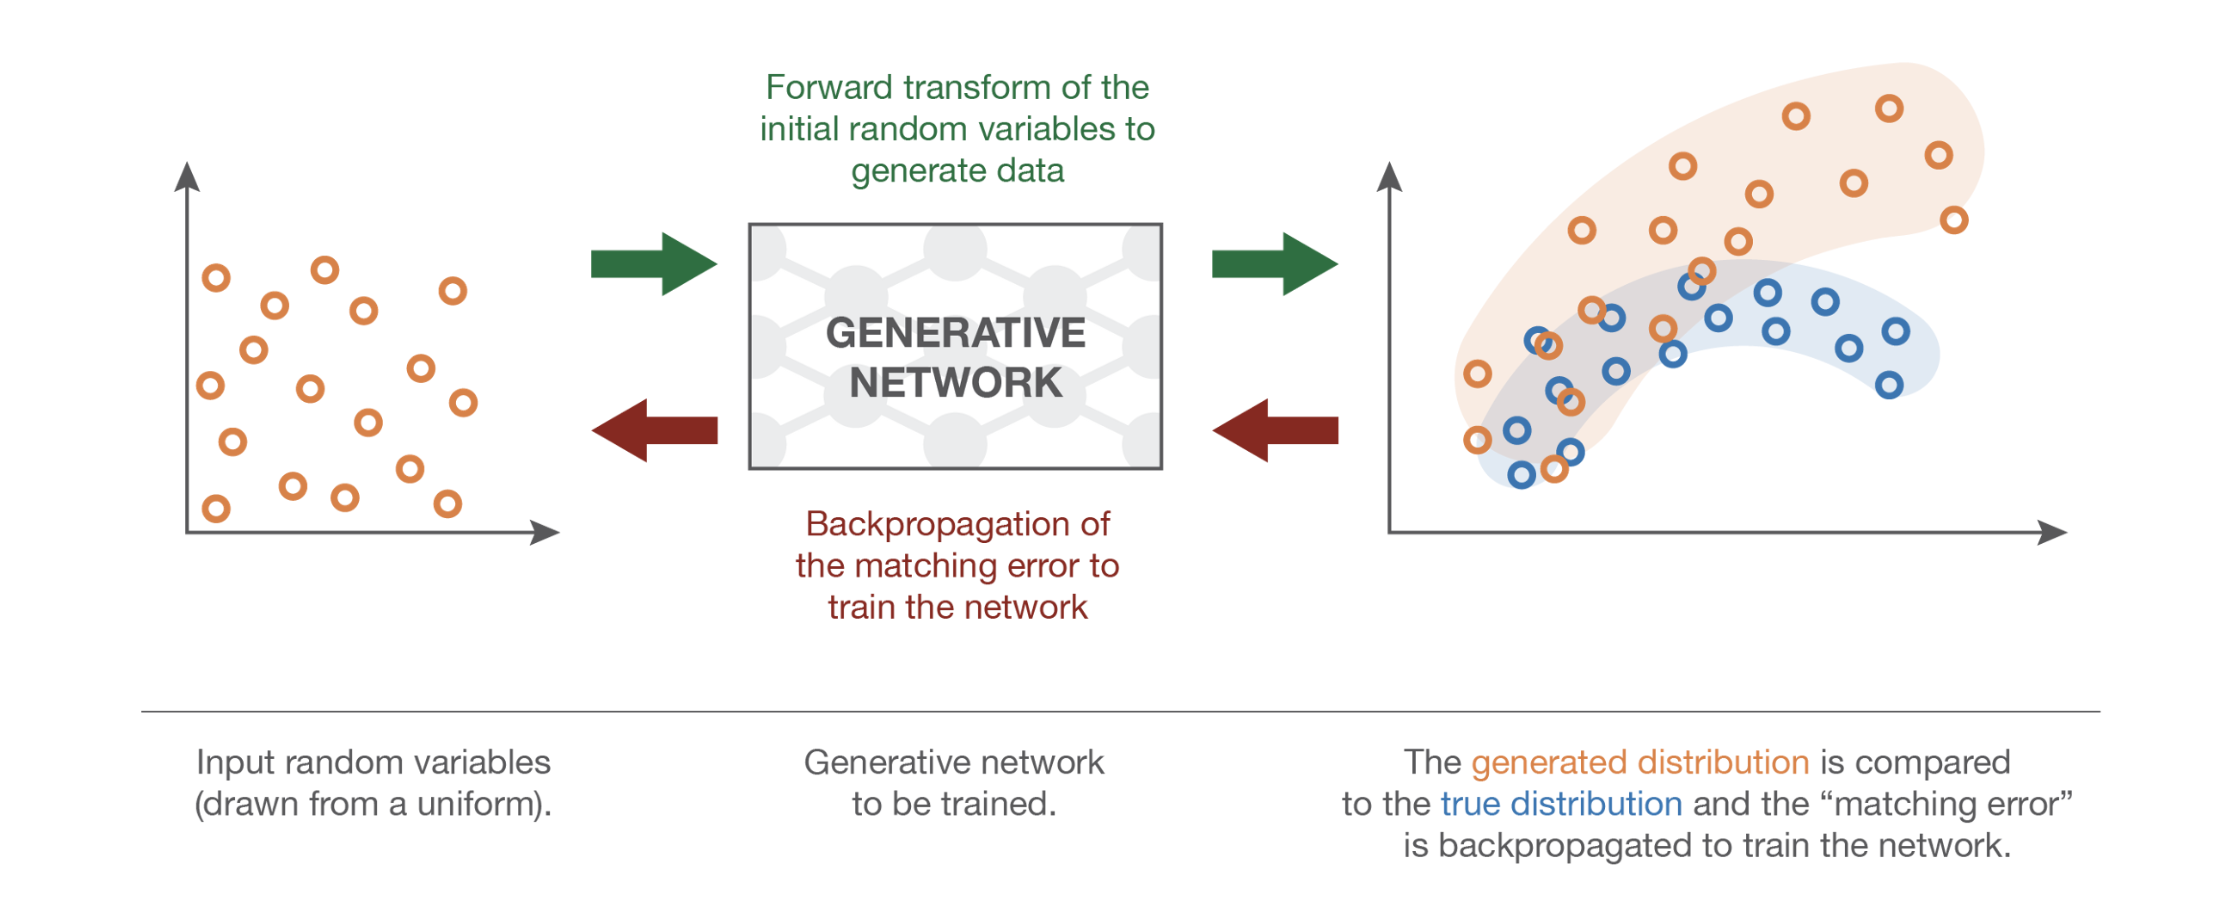 Forward transform of the
initial random variables to
generate data
GENERATIVE
NETWORK
Backpropagation of
the matching error to
train the network
Input random variables
(drawn from a uniform).
Generative network
to be trained.
The generated distribution is compared
to the true distribution and the “matching error”
is backpropagated to train the network.